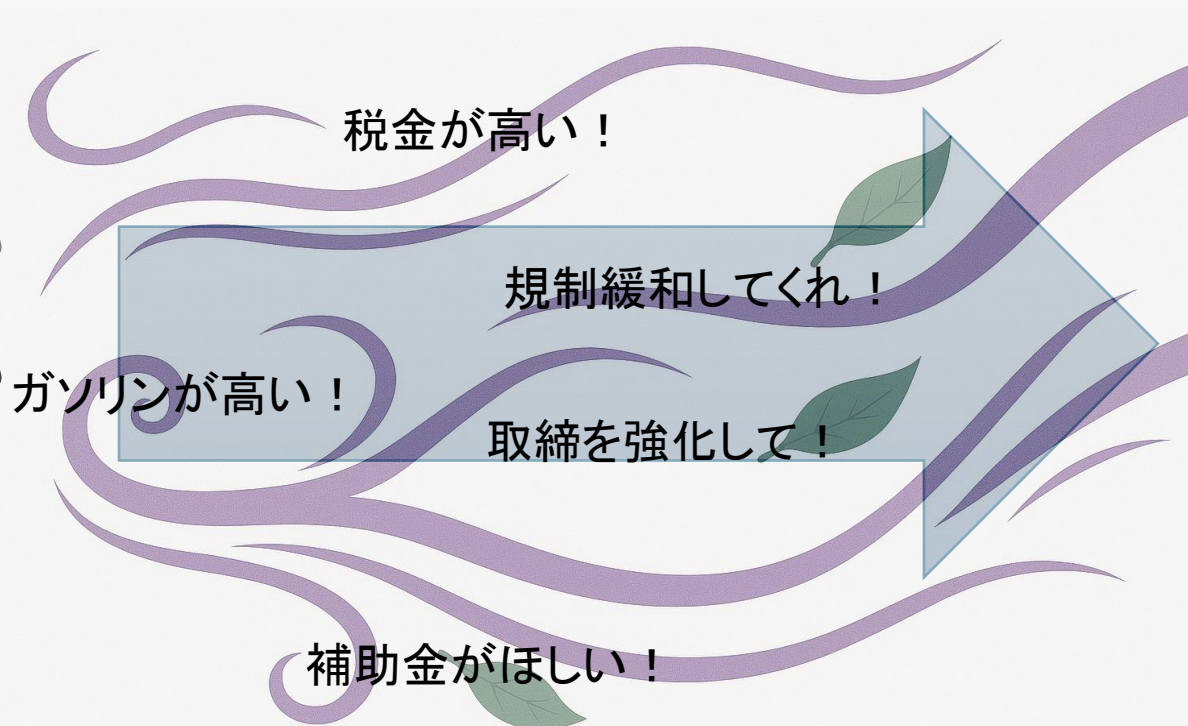 税金が高い！
規制緩和してくれ！
ガソリンが高い！
取締を強化して！
補助金がほしい！